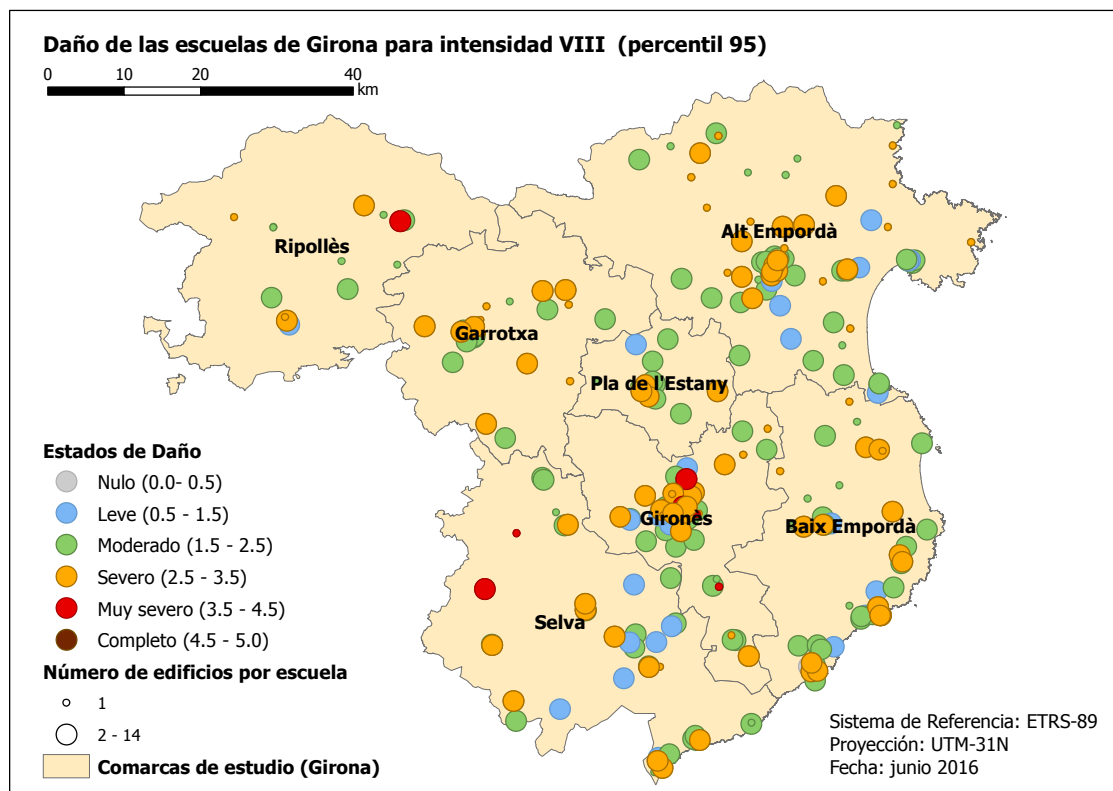 Daño de las escuelas de Girona para intensidad VIII (percentil 95)
0 10 20 40
km
Ripollès
Alt Empordà
Garrotxa
Pla de l'Estany
Gironès
Baix Empordà
Selva
Estados de Daño
Nulo (0.0- 0.5)
Leve (0.5 - 1.5)
Moderado (1.5 - 2.5)
Severo (2.5 - 3.5)
Muy severo (3.5 - 4.5)
Completo (4.5 - 5.0)
Número de edificios por escuela
1
2 - 14
Comarcas de estudio (Girona)
Sistema de Referencia: ETRS-89
Proyección: UTM-31N
Fecha: junio 2016